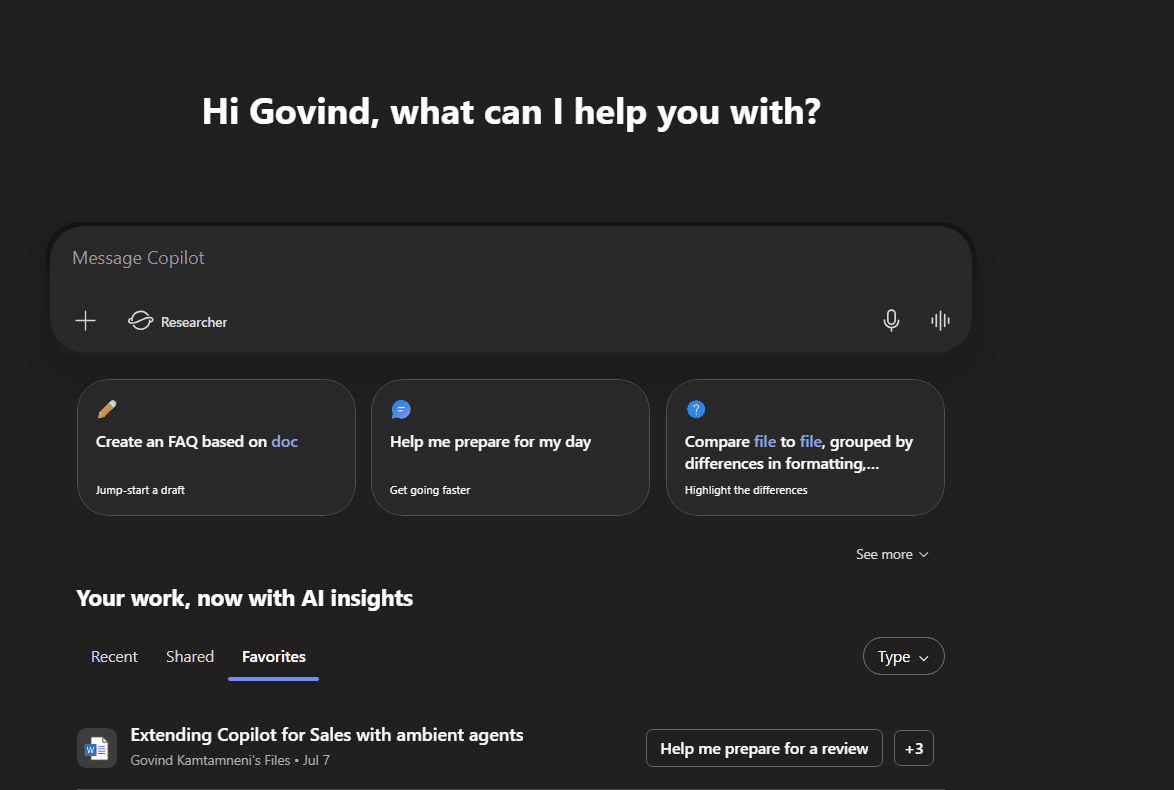 Hi Govind, what can I help you with?
Message Copilot
Researcher
Create an FAQ based on doc
Jump-start a draft
Help me prepare for my day
Get going faster
?
Compare file to file, grouped by
differences in formatting,...
Highlight the differences
See more
Your work, now with AI insights
Recent
Shared
Favorites
Type
W
Extending Copilot for Sales with ambient agents
Govind Kamtamneni's Files • Jul 7
Help me prepare for a review
+3